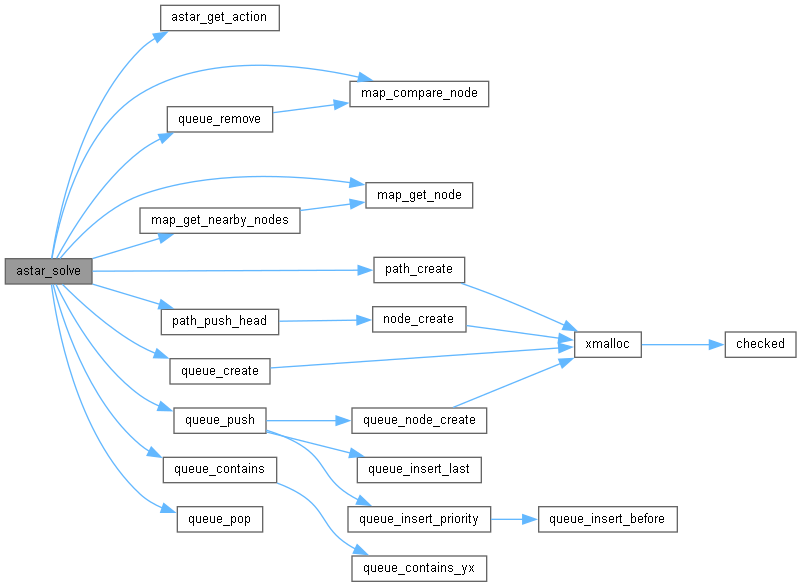 astar_get_action
map_compare_node
queue_remove
map_get_node
map_get_nearby_nodes
astar_solve
path_create
path_push_head
node_create
xmalloc
checked
queue_create
queue_push
queue_node_create
queue_contains
queue_insert_last
queue_pop
queue_insert_priority
queue_insert_before
queue_contains_yx